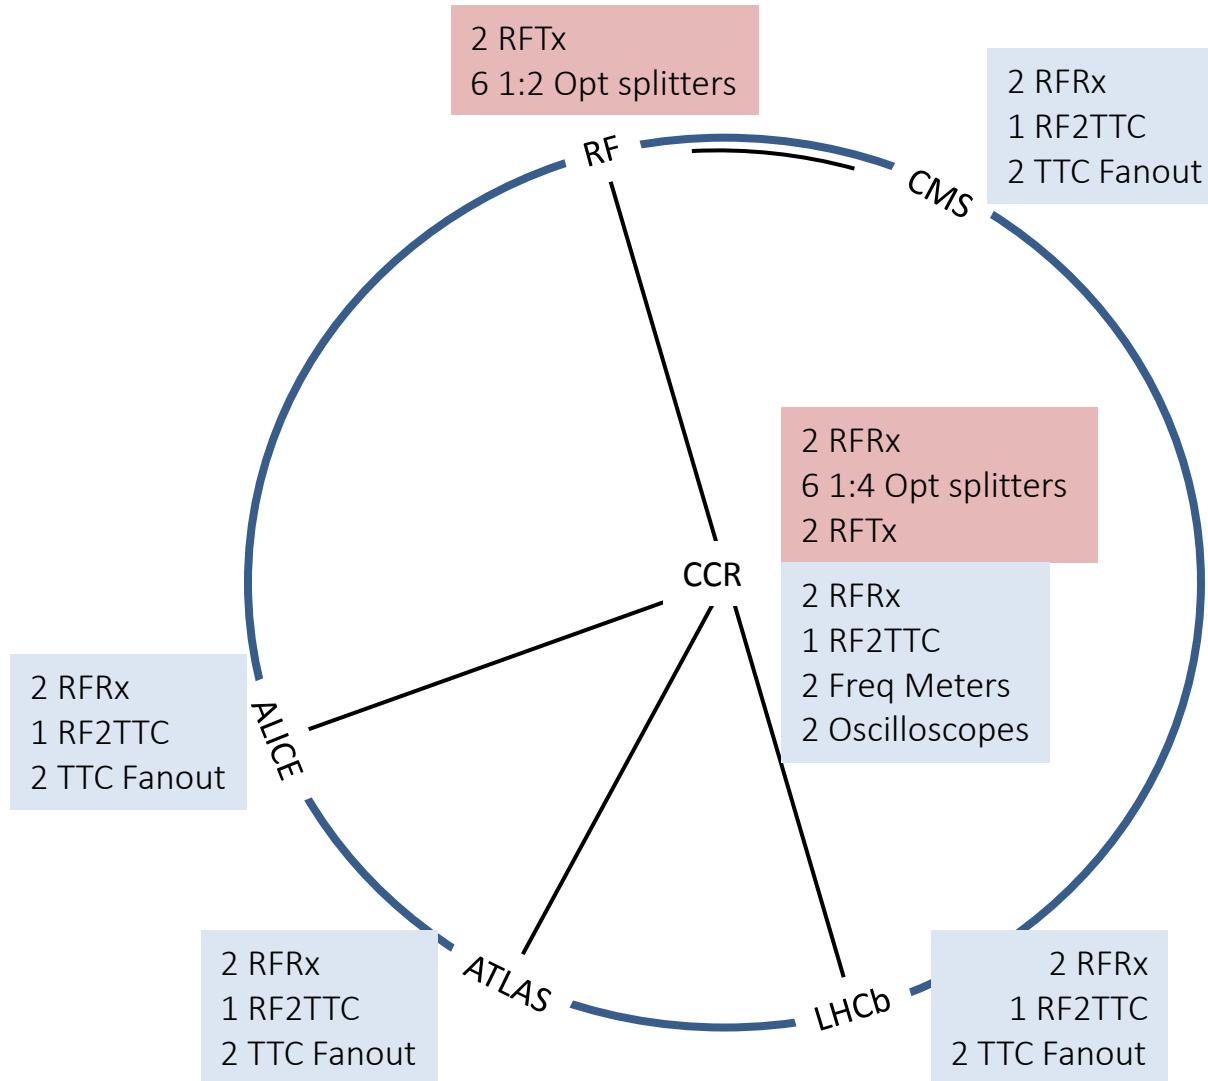 2 RFTx
6 1:2 Opt splitters
RF
2 RFRx
1 RF2TTC
2 TTC Fanout
CMS
2 RFRx
6 1:4 Opt splitters
2 RFTx
CCR
2 RFRx
1 RF2TTC
2 Freq Meters
2 Oscilloscopes
2 RFRx
1 RF2TTC
2 TTC Fanout
ALICE
2 RFRx
1 RF2TTC
2 TTC Fanout
ATLAS
LHCb
2 RFRx
1 RF2TTC
2 TTC Fanout